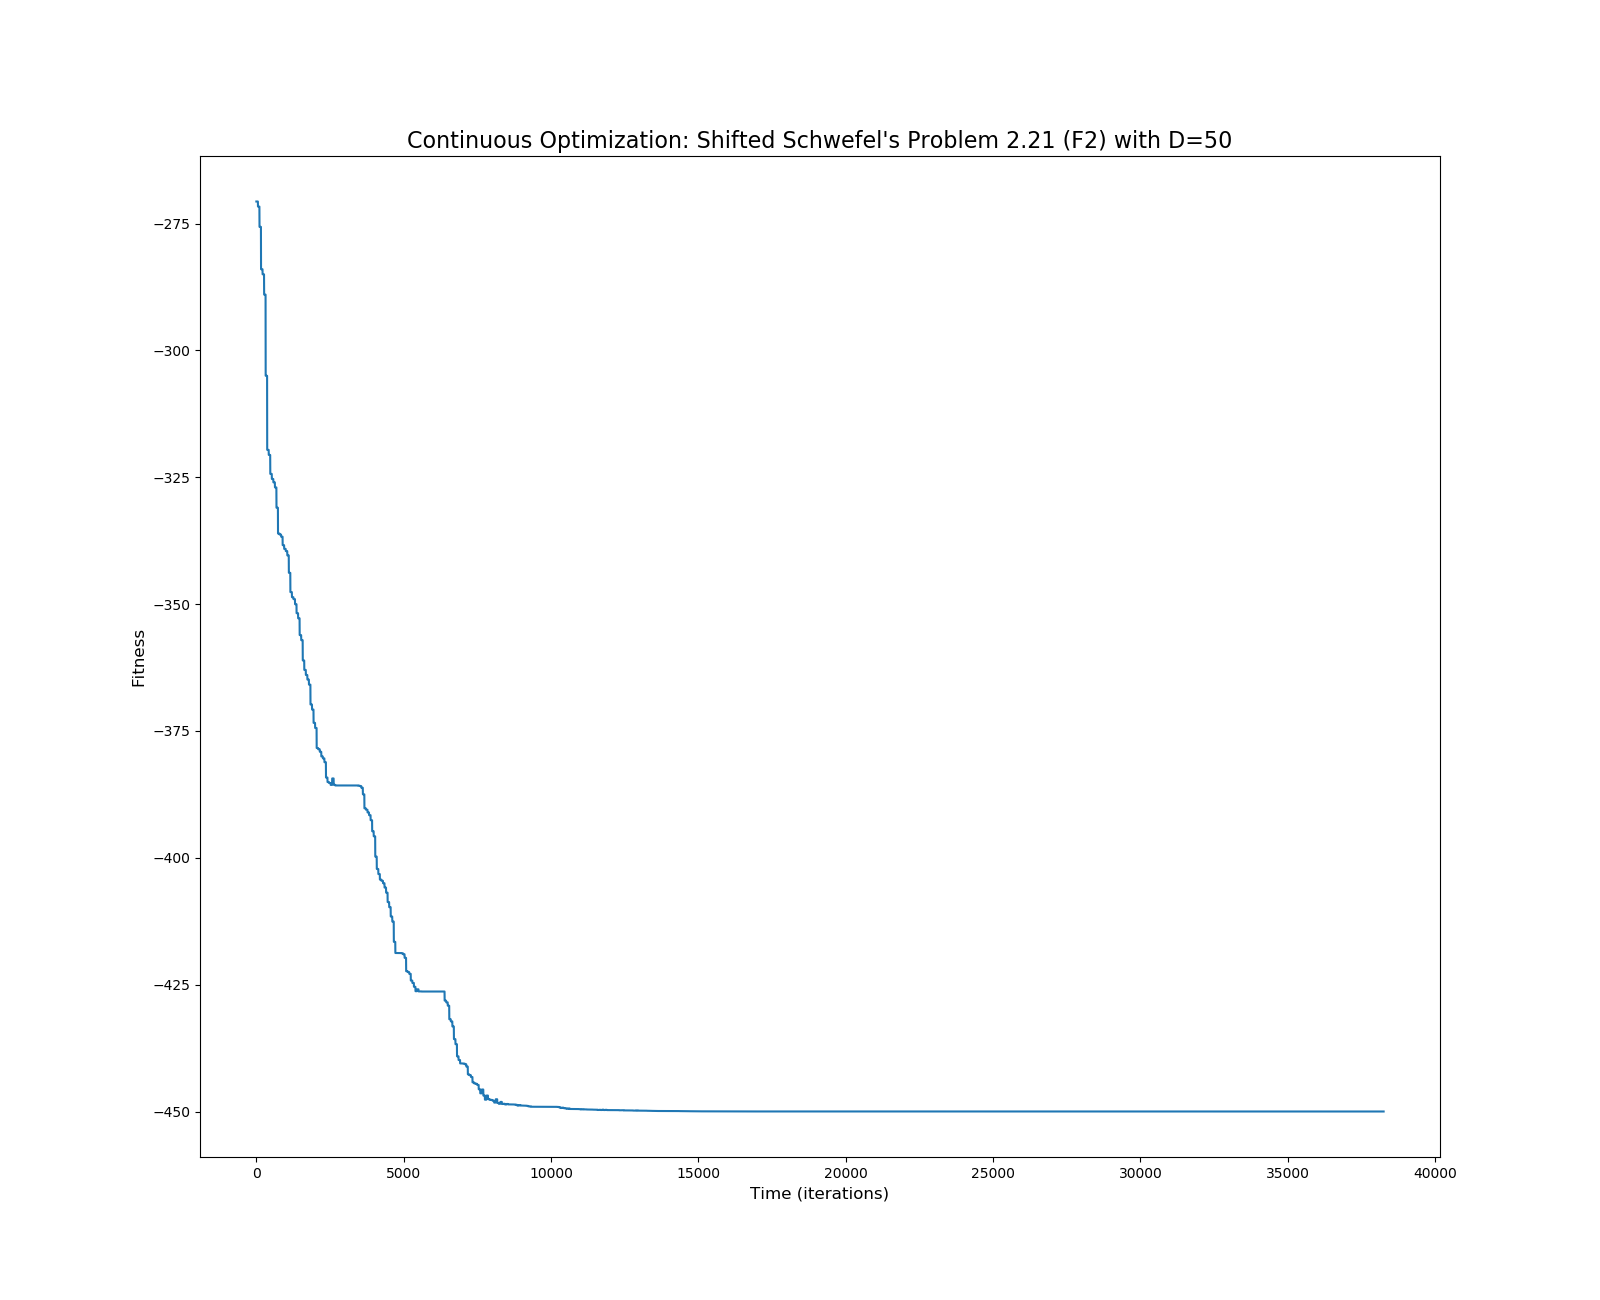 Continuous Optimization: Shifted Schwefel's Problem 2.21 (F2) with D=50
Fitness
−275
−300
−325
−350
−375
−400
−425
−450
0 5000 10000 15000 20000 25000 30000 35000 40000
Time (iterations)